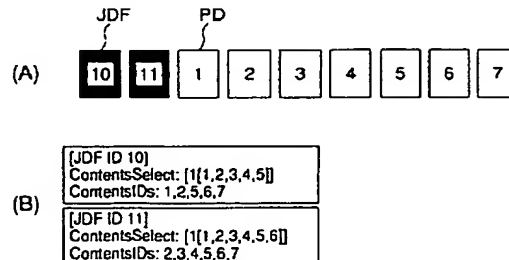 JDF PD
(A) 10 11 1 2 3 4 5 6 7
(B)
[JDF ID 10]
ContentsSelect: [1[1,2,3,4,5]]
ContentsIDs: 1,2,5,6,7
[JDF ID 11]
ContentsSelect: [1[1,2,3,4,5,6]]
ContentsIDs: 2,3,4,5,6,7